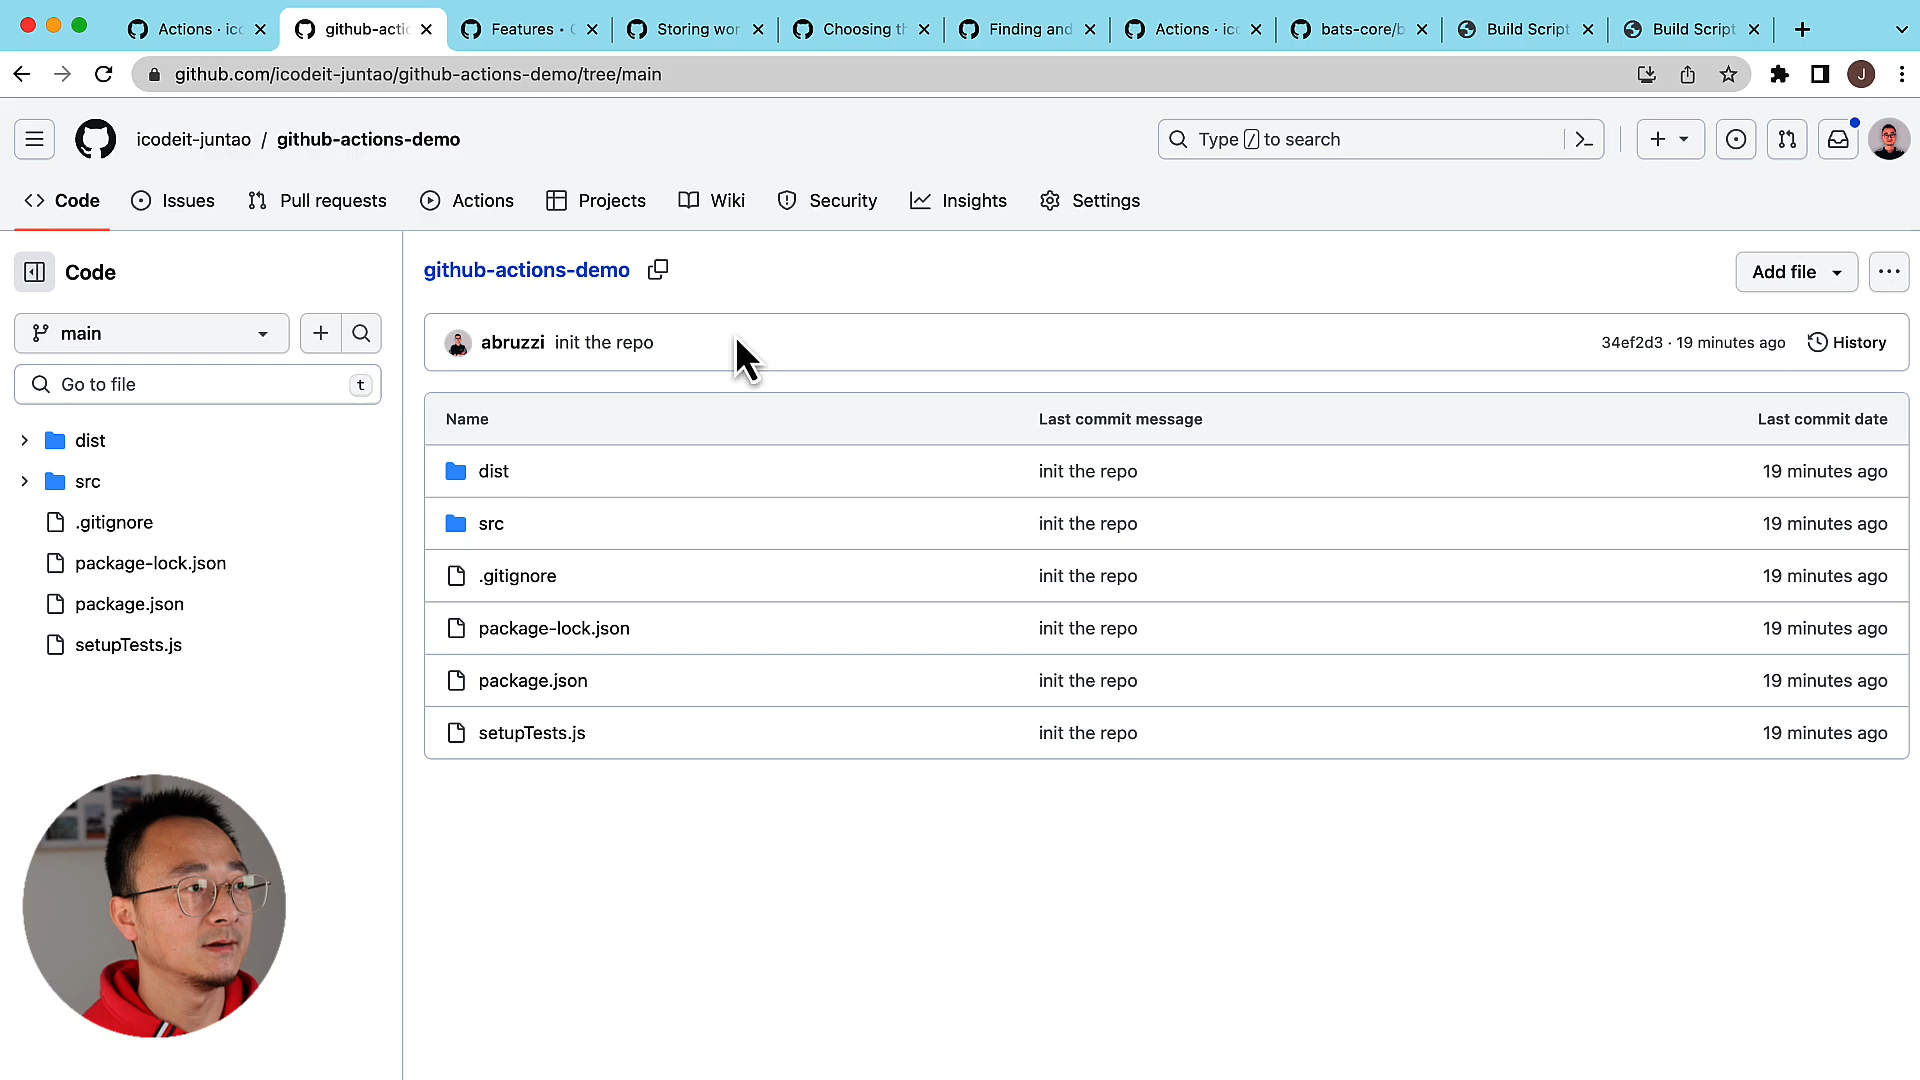 Actions · icc
github-actic
Features ·
Storing wor
Choosing th
Finding and
Actions · icc
bats-core/b
Build Script
Build Script
github.com/icodeit-juntao/github-actions-demo/tree/main
J
icodeit-juntao / github-actions-demo
Type / to search
Code
Issues
Pull requests
Actions
Projects
Wiki
Security
Insights
Settings
Code
github-actions-demo
Add file
main
abruzzi init the repo
34ef2d3 · 19 minutes ago
History
Go to file
t
Name
Last commit message
Last commit date
dist
src
.gitignore
package-lock.json
package.json
setupTests.js
dist
init the repo
19 minutes ago
src
init the repo
19 minutes ago
.gitignore
init the repo
19 minutes ago
package-lock.json
init the repo
19 minutes ago
package.json
init the repo
19 minutes ago
setupTests.js
init the repo
19 minutes ago